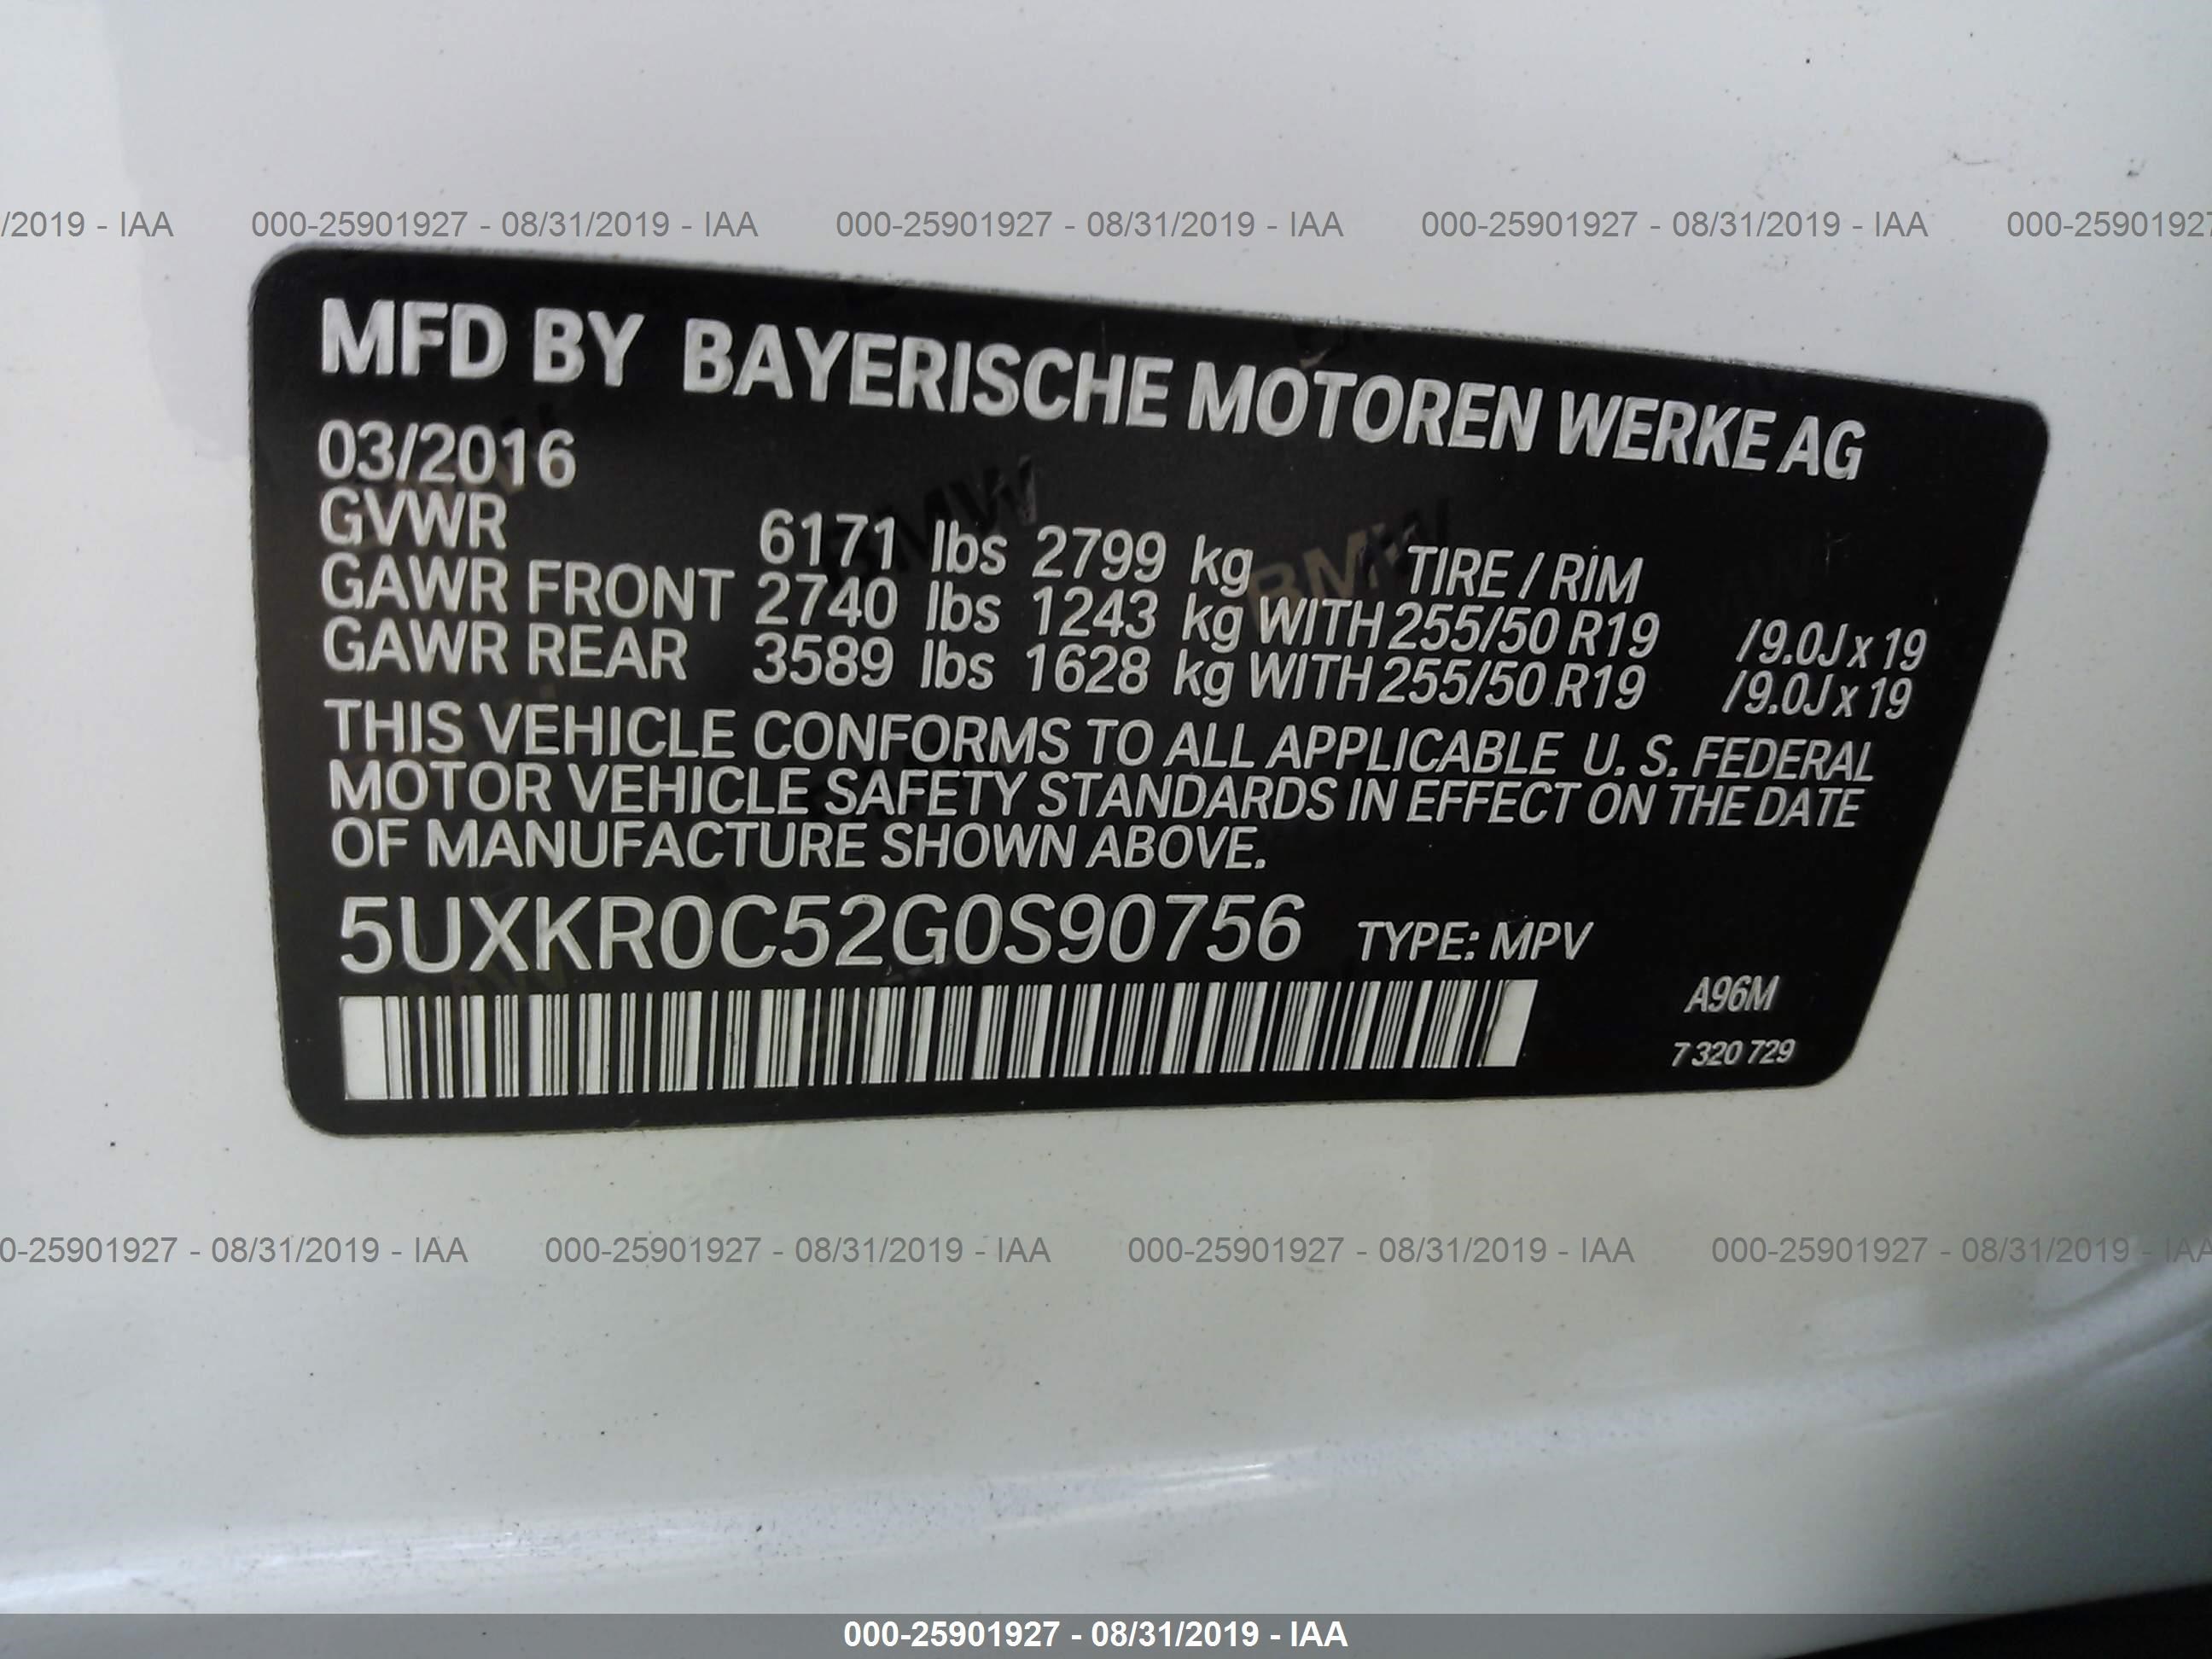 /2019 - IAA 000-25901927 - 08/31/2019 - IAA 000-25901927 - 08/31/2019 - IAA 000-25901927 - 08/31/2019 - IAA 000-25901927
MFD BY BAYERISCHE MOTOREN WERKE AG
03/2016
GVWR 6171 lbs 2799 kg TIRE / RIM
GAWR FRONT 2740 lbs 1243 kg WITH 255/50 R19 /9.0J x 19
GAWR REAR 3589 lbs 1628 kg WITH 255/50 R19 /9.0J x 19
THIS VEHICLE CONFORMS TO ALL APPLICABLE U. S. FEDERAL
MOTOR VEHICLE SAFETY STANDARDS IN EFFECT ON THE DATE
OF MANUFACTURE SHOWN ABOVE.
5UXKR0C52G0S90756 TYPE: MPV
A96M
7 320 729
0-25901927 - 08/31/2019 - IAA 000-25901927 - 08/31/2019 - IAA 000-25901927 - 08/31/2019 - IAA 000-25901927 - 08/31/2019 - IAA
000-25901927 - 08/31/2019 - IAA